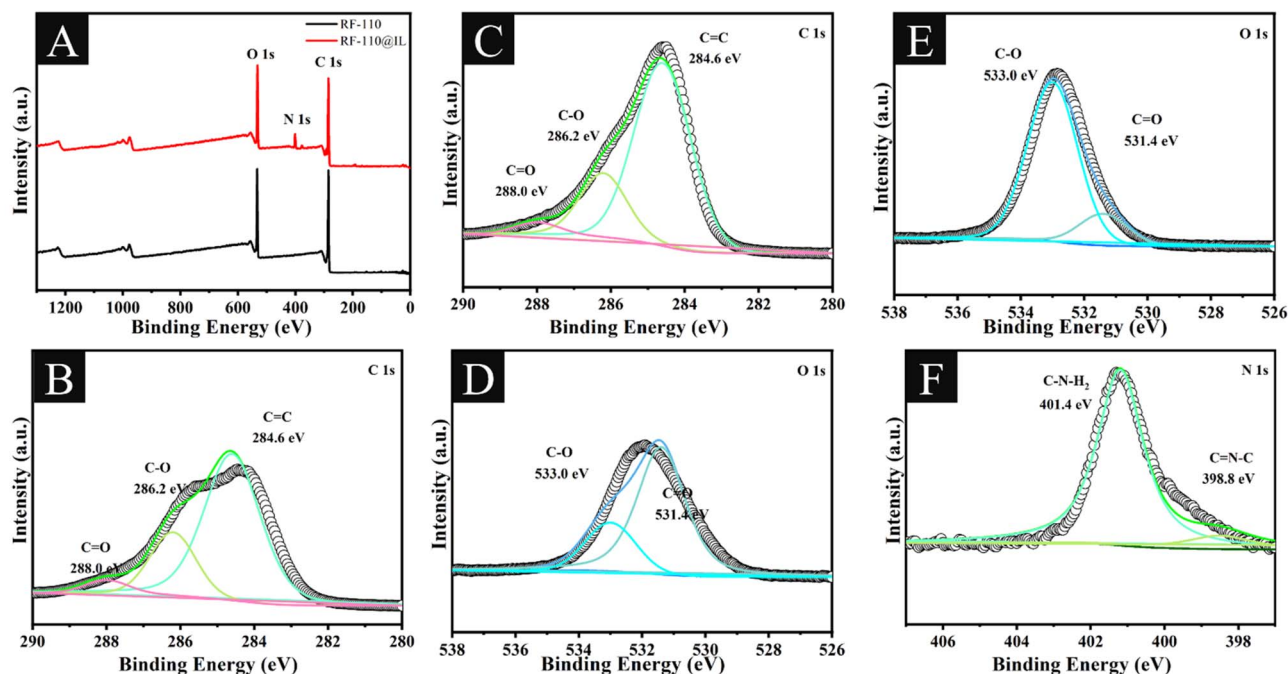 A
RF-110
RF-110@IL
O 1s
C 1s
N 1s
Intensity (a.u.)
1200 1000 800 600 400 200 0
Binding Energy (eV)
C
C 1s
C=C
284.6 eV
C-O
286.2 eV
C=O
288.0 eV
Intensity (a.u.)
290 288 286 284 282 280
Binding Energy (eV)
E
O 1s
C-O
533.0 eV
C=O
531.4 eV
Intensity (a.u.)
538 536 534 532 530 528 526
Binding Energy (eV)
B
C 1s
C=C
284.6 eV
C-O
286.2 eV
C=O
288.0 eV
Intensity (a.u.)
290 288 286 284 282 280
Binding Energy (eV)
D
O 1s
C-O
533.0 eV
C=O
531.4 eV
Intensity (a.u.)
538 536 534 532 530 528 526
Binding Energy (eV)
F
N 1s
C-N-H₂
401.4 eV
C=N-C
398.8 eV
Intensity (a.u.)
406 404 402 400 398
Binding Energy (eV)